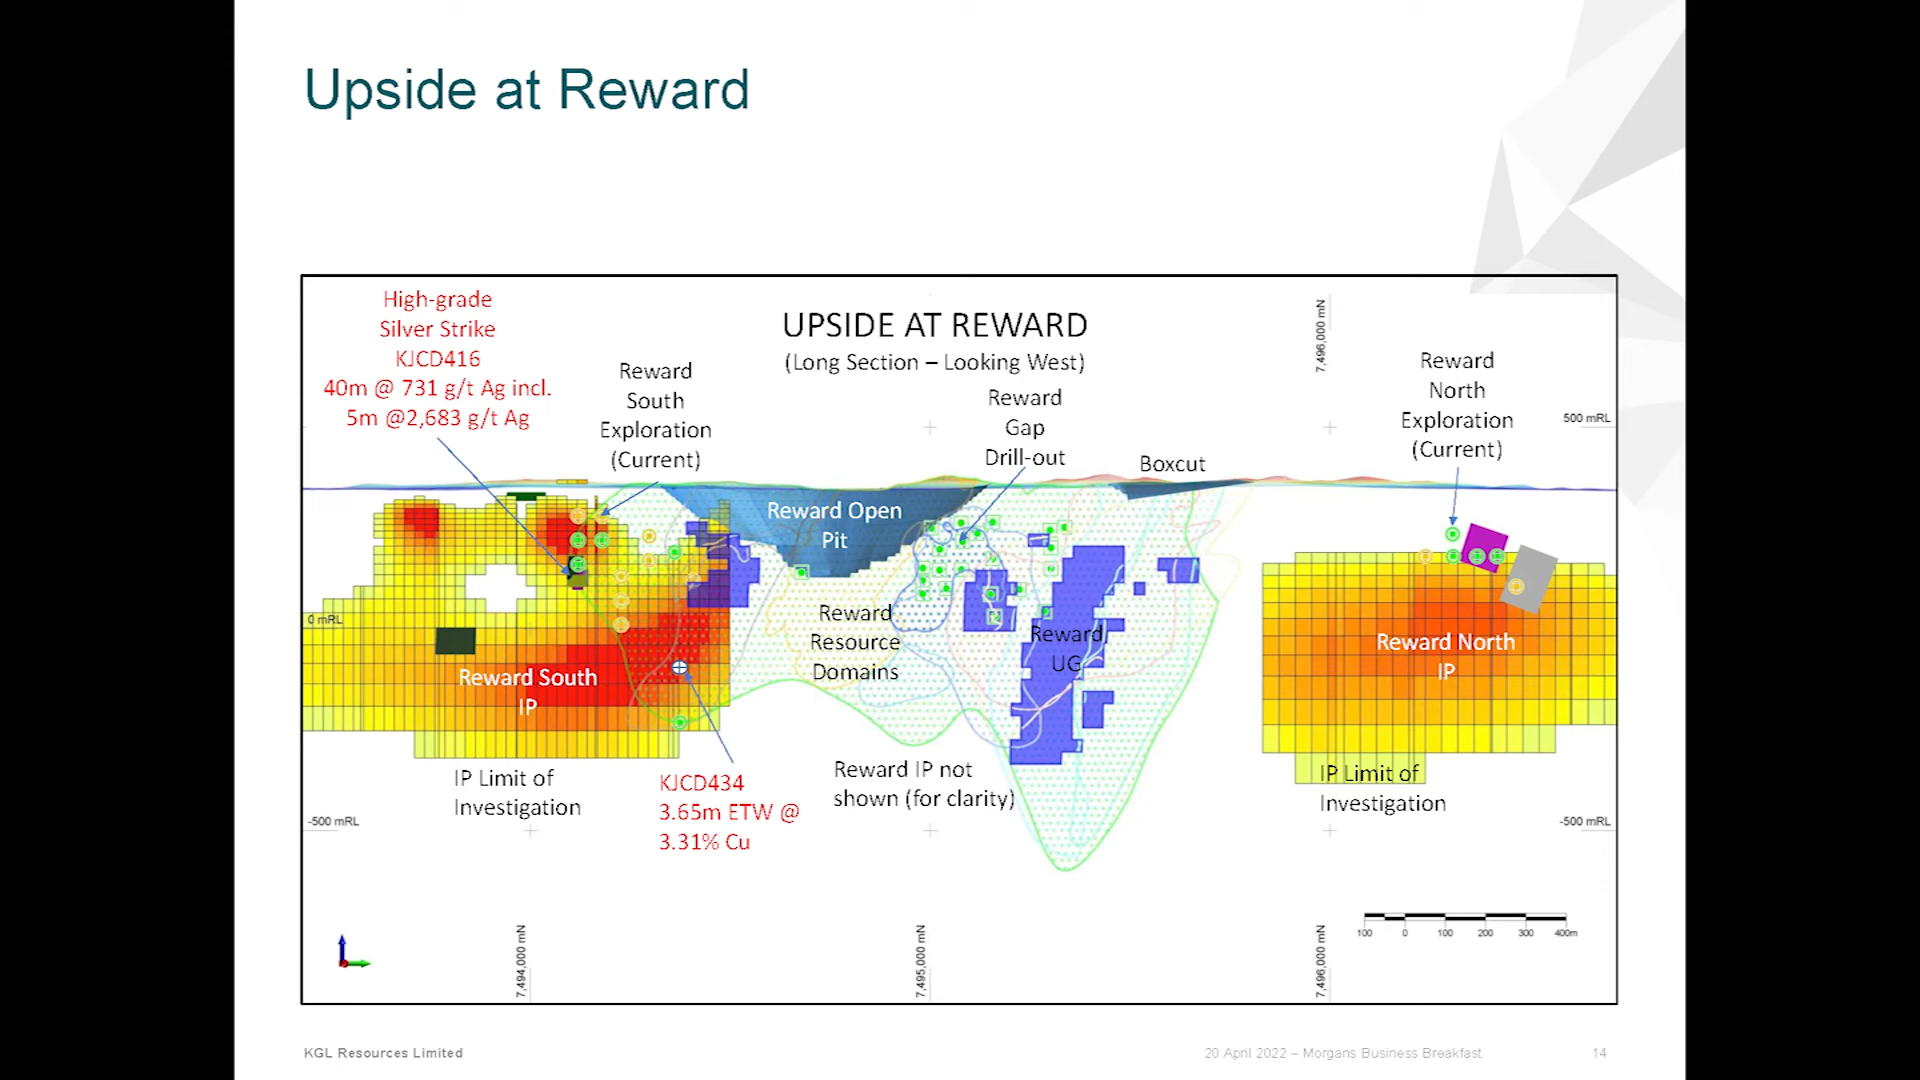 Upside at Reward
High-grade
Silver Strike
KJCD416
40m @ 731 g/t Ag incl.
5m @2,683 g/t Ag
Reward
South
Exploration
(Current)
UPSIDE AT REWARD
(Long Section – Looking West)
Reward
Gap
Drill-out
Boxcut
7,496,000 mN
Reward
North
Exploration
(Current)
500 mRL
Reward Open
Pit
0 mRL
Reward
Resource
Domains
Reward
UG
Reward South
IP
Reward North
IP
IP Limit of
Investigation
KJCD434
3.65m ETW @
3.31% Cu
Reward IP not
shown (for clarity)
IP Limit of
Investigation
-500 mRL
-500 mRL
7,494,000 mN
7,495,000 mN
7,496,000 mN
100 0 100 200 300 400m
KGL Resources Limited
20 April 2022 – Morgans Business Breakfast
14